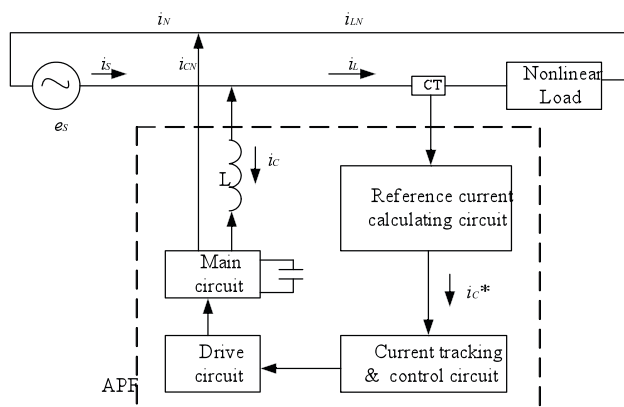 iN
iLN
iS
iCN
iL
CT
Nonlinear
Load
eS
L
iC
Reference current
calculating circuit
Main
circuit
iC*
Drive
circuit
Current tracking
& control circuit
APF